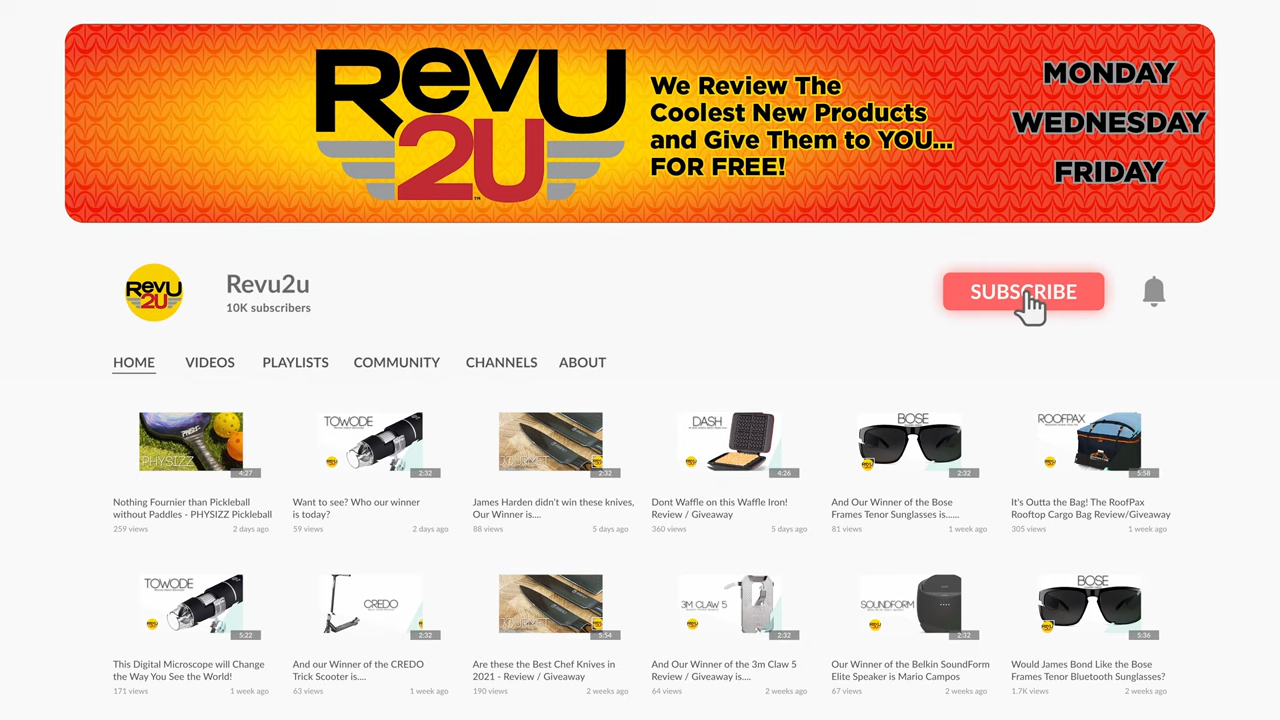 RevU
2U
TM
We Review The
Coolest New Products
and Give Them to YOU...
FOR FREE!
MONDAY
WEDNESDAY
FRIDAY
RevU
2U
Revu2u
10K subscribers
SUBSCRIBE
HOME VIDEOS PLAYLISTS COMMUNITY CHANNELS ABOUT
PHYSIZZ
4:27
TOWODE
2:32
2:32
DASH
4:26
BOSE
2:32
ROOFPAX
5:58
Nothing Fournier than Pickleball
without Paddles - PHYSIZZ Pickleball
259 views 2 days ago
Want to see? Who our winner
is today?
59 views 2 days ago
James Harden didn't win these knives,
Our Winner is....
88 views 5 days ago
Dont Waffle on this Waffle Iron!
Review / Giveaway
360 views 5 days ago
And Our Winner of the Bose
Frames Tenor Sunglasses is......
81 views 1 week ago
It's Outta the Bag! The RoofPax
Rooftop Cargo Bag Review/Giveaway
305 views 1 week ago
TOWODE
5:22
CREDO
2:32
5:54
3M CLAW 5
2:32
SOUNDFORM
2:32
BOSE
5:36
This Digital Microscope will Change
the Way You See the World!
171 views 1 week ago
And our Winner of the CREDO
Trick Scooter is....
63 views 1 week ago
Are these the Best Chef Knives in
2021 - Review / Giveaway
190 views 2 weeks ago
And Our Winner of the 3m Claw 5
Review / Giveaway is....
64 views 2 weeks ago
Our Winner of the Belkin SoundForm
Elite Speaker is Mario Campos
67 views 2 weeks ago
Would James Bond Like the Bose
Frames Tenor Bluetooth Sunglasses?
1.7K views 2 weeks ago